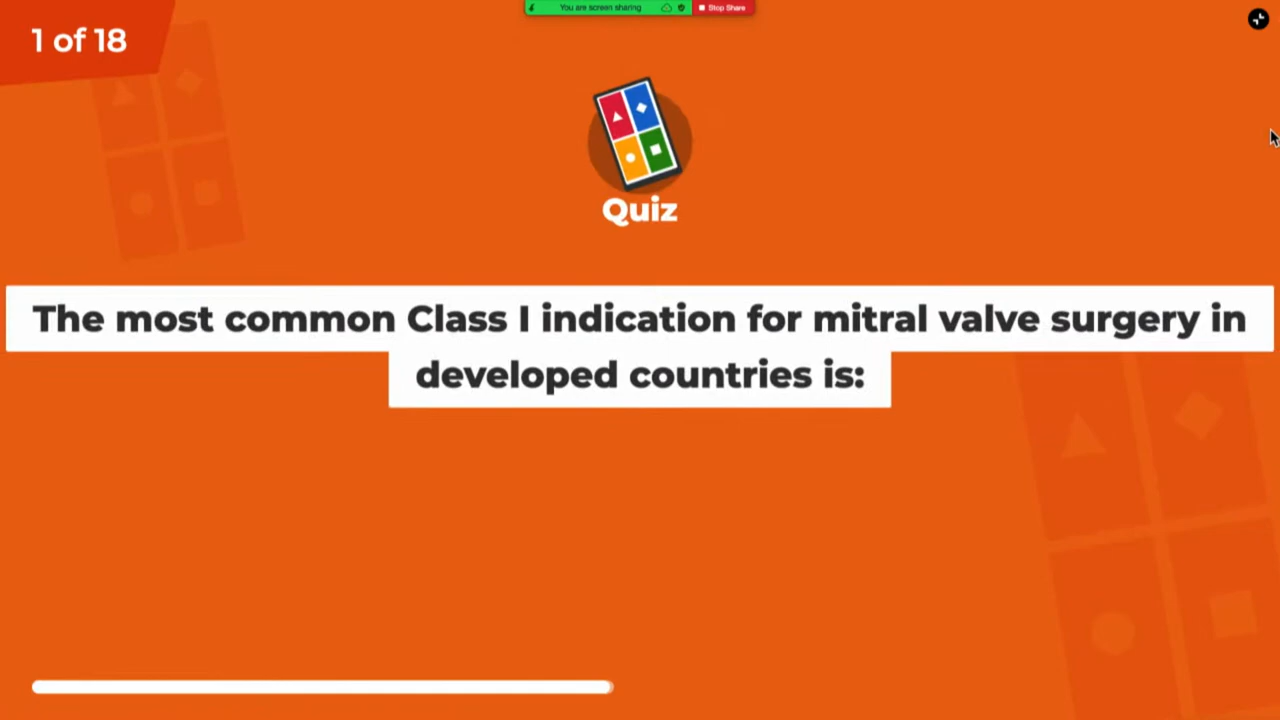 You are screen sharing
Stop Share
1 of 18
Quiz
The most common Class I indication for mitral valve surgery in
developed countries is: